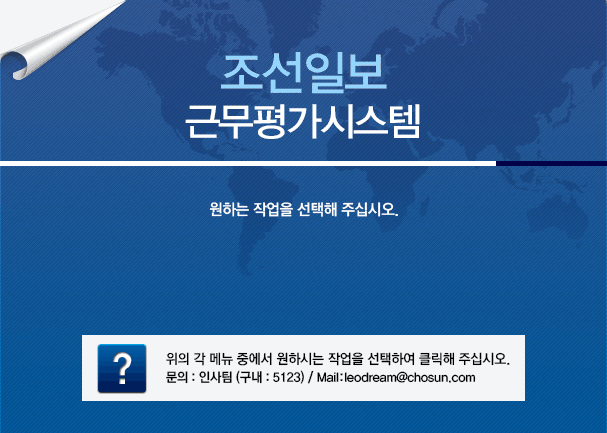 조선일보
근무평가시스템
원하는 작업을 선택해 주십시오.
?
위의 각 메뉴 중에서 원하시는 작업을 선택하여 클릭해 주십시오.
문의 : 인사팀 (구내 : 5123) / Mail:leodream@chosun.com